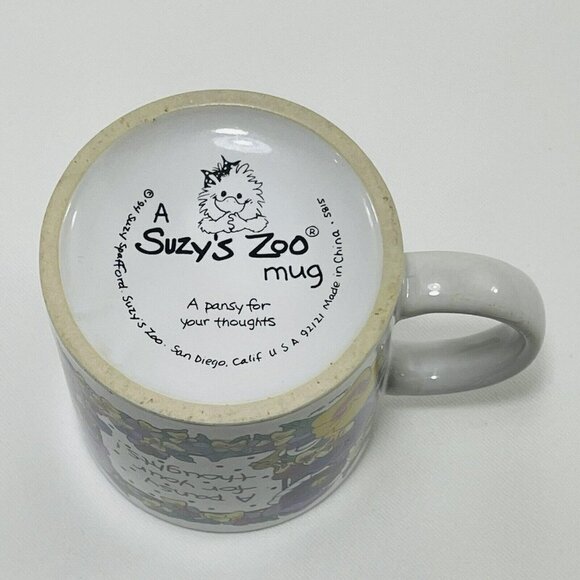 A
Suzy's Zoo®
mug
A pansy for
your thoughts
© '94 Suzy Spafford Suzy's Zoo. San Diego, Calif U S A 92121 Made in China. SBS
A pansy
for your
thoughts!